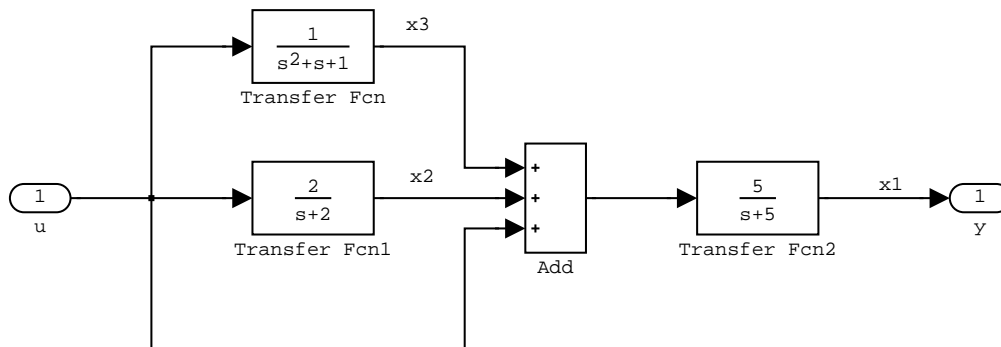 x3
1
s²+s+1
Transfer Fcn
+
1
u
2
s+2
x2
Transfer Fcn1
+
+
Add
5
s+5
Transfer Fcn2
x1
1
y